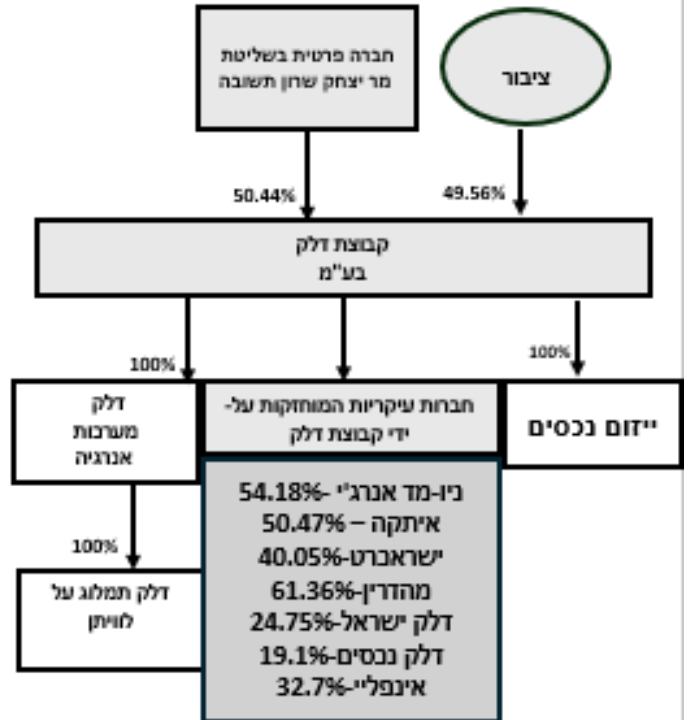 חברה פרטית בשליטת
מר יצחק שרון תשובה
ציבור
50.44%
49.56%
קבוצת דלק
בע"מ
100%
100%
דלק
מערכות
אנרגיה
חברות עיקריות המוחזקות על-
ידי קבוצת דלק
ייזום נכסים
ניו-מד אנרג'י -54.18%
איתקה – 50.47%
ישראכרט-40.05%
מהדרין-61.36%
דלק ישראל-24.75%
דלק נכסים-19.1%
אינפליי-32.7%
100%
דלק תמלוג על
לוויתן